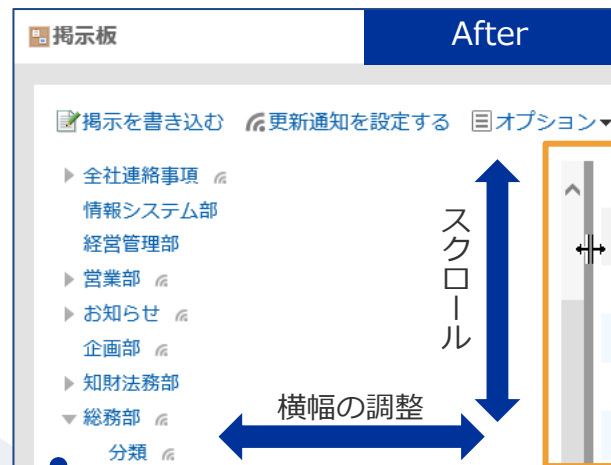 掲示板
After
掲示を書き込む 更新通知を設定する オプション▼
全社連絡事項
情報システム部
経営管理部
営業部
お知らせ
企画部
知財法務部
総務部
分類
スクロール
横幅の調整